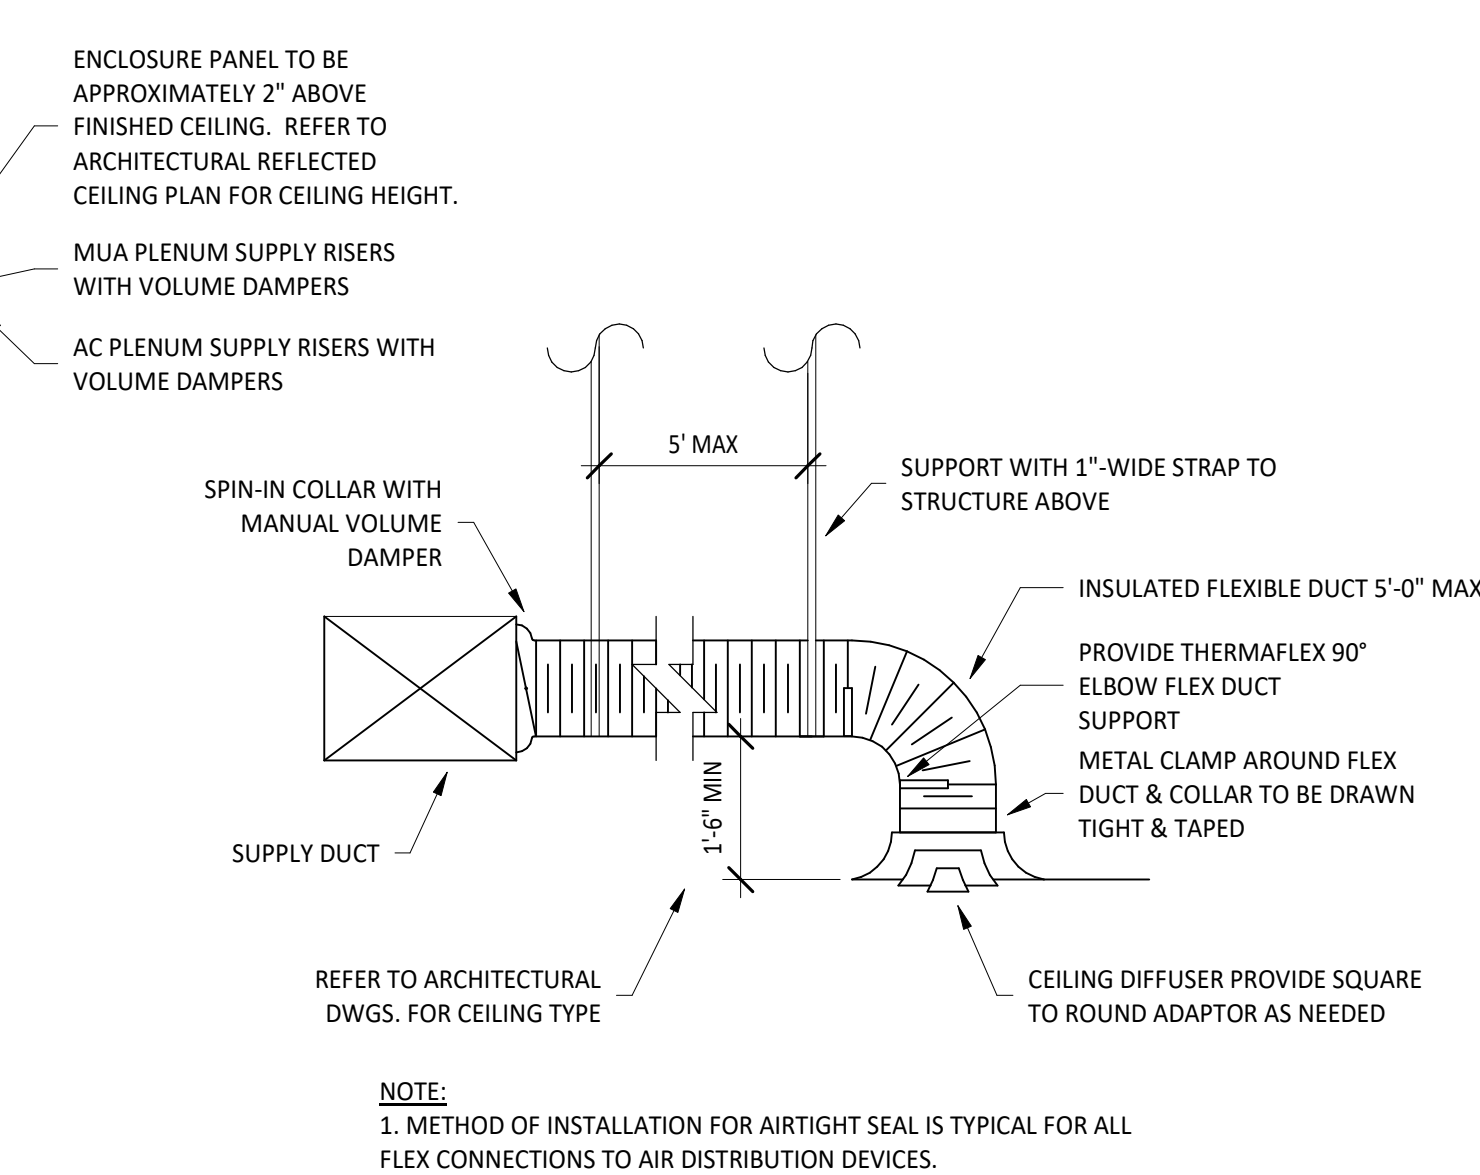 ENCLOSURE PANEL TO BE
APPROXIMATELY 2" ABOVE
FINISHED CEILING. REFER TO
ARCHITECTURAL REFLECTED
CEILING PLAN FOR CEILING HEIGHT.
MUA PLENUM SUPPLY RISERS
WITH VOLUME DAMPERS
AC PLENUM SUPPLY RISERS WITH
VOLUME DAMPERS
5' MAX
SUPPORT WITH 1"-WIDE STRAP TO
STRUCTURE ABOVE
SPIN-IN COLLAR WITH
MANUAL VOLUME
DAMPER
INSULATED FLEXIBLE DUCT 5'-0" MAX
PROVIDE THERMAFLEX 90°
ELBOW FLEX DUCT
SUPPORT
METAL CLAMP AROUND FLEX
DUCT & COLLAR TO BE DRAWN
TIGHT & TAPED
1'-6" MIN
SUPPLY DUCT
REFER TO ARCHITECTURAL
DWGS. FOR CEILING TYPE
CEILING DIFFUSER PROVIDE SQUARE
TO ROUND ADAPTOR AS NEEDED
NOTE:
1. METHOD OF INSTALLATION FOR AIRTIGHT SEAL IS TYPICAL FOR ALL
FLEX CONNECTIONS TO AIR DISTRIBUTION DEVICES.